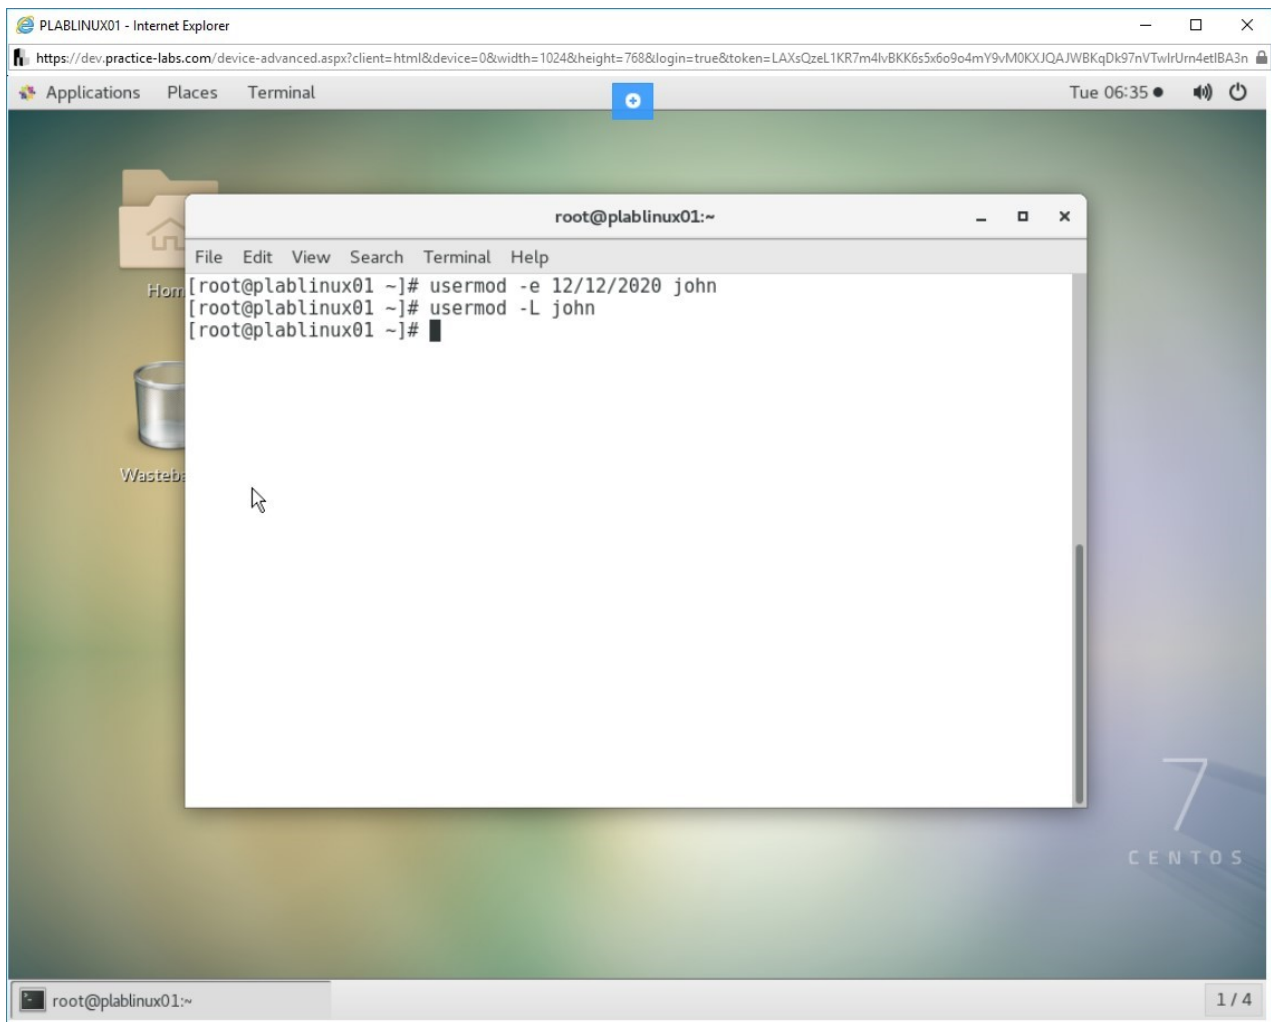 PLABLINUX01 - Internet Explorer
https://dev.practice-labs.com/device-advanced.aspx?client=html&device=0&width=1024&height=768&login=true&token=
Applications Places Terminal Tue 06:35
root@plablinux01:~
File Edit View Search Terminal Help
[root@plablinux01 ~]# usermod -e 12/12/2020 john
[root@plablinux01 ~]# usermod -L john
[root@plablinux01 ~]#
Hom
Wasteb
7
CENTOS
root@plablinux01:~ 1 / 4